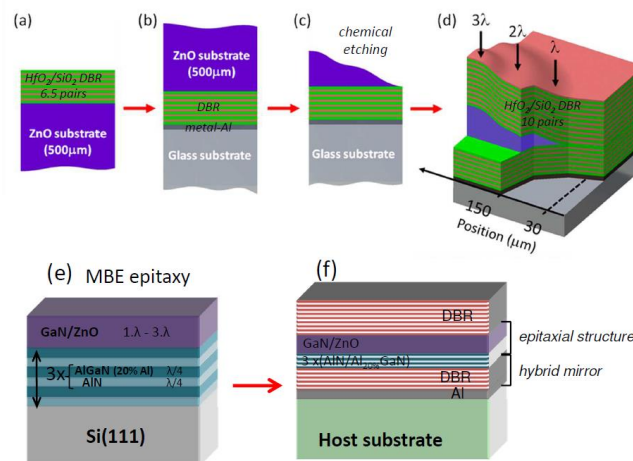 (a)
HfO₂/SiO₂ DBR
6.5 pairs
ZnO substrate
(500μm)
(b)
ZnO substrate
(500μm)
DBR
metal-Al
Glass substrate
(c)
chemical
etching
Glass substrate
(d)
3λ
2λ
λ
HfO₂/SiO₂ DBR
10 pairs
150
30
Position (μm)
(e) MBE epitaxy
GaN/ZnO 1.λ - 3.λ
3x
AlGaN (20% Al) λ/4
AlN λ/4
Si(111)
(f)
DBR
GaN/ZnO
3 x(AlN/Al20%GaN)
DBR
Al
Host substrate
epitaxial structure
hybrid mirror